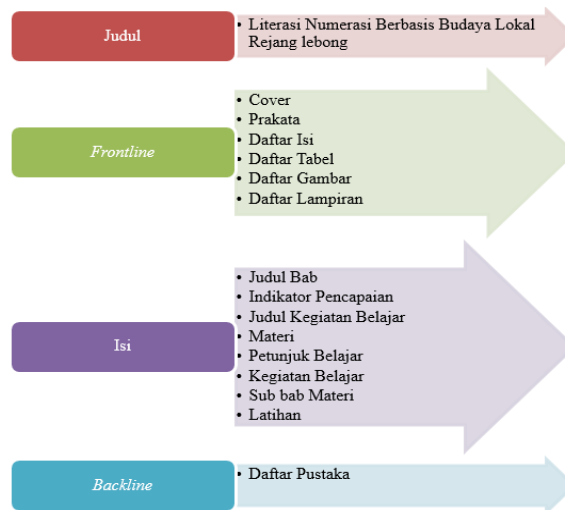 Judul
• Literasi Numerasi Berbasis Budaya Lokal
Rejang lebong
Frontline
• Cover
• Prakata
• Daftar Isi
• Daftar Tabel
• Daftar Gambar
• Daftar Lampiran
Isi
• Judul Bab
• Indikator Pencapaian
• Judul Kegiatan Belajar
• Materi
• Petunjuk Belajar
• Kegiatan Belajar
• Sub bab Materi
• Latihan
Backline
• Daftar Pustaka